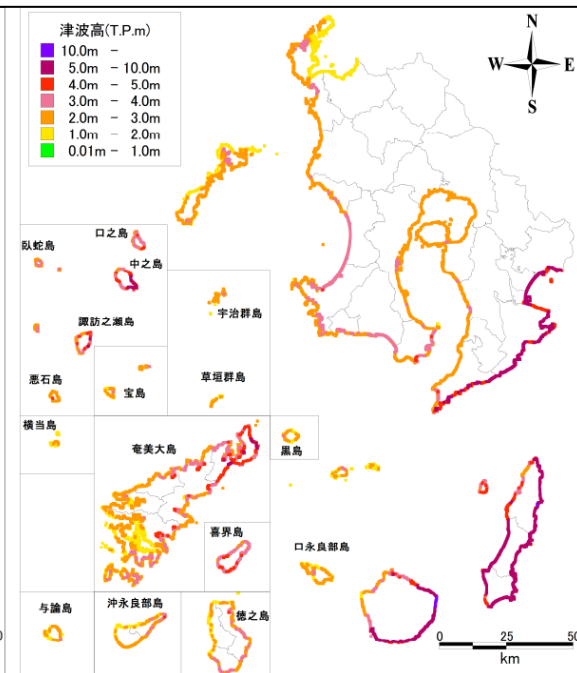 津波高(T.P.m)
10.0m －
5.0m － 10.0m
4.0m － 5.0m
3.0m － 4.0m
2.0m － 3.0m
1.0m － 2.0m
0.01m － 1.0m
N
W
E
S
口之島
臥蛇島
中之島
宇治群島
諏訪之瀬島
悪石島
宝島
草垣群島
横当島
奄美大島
黒島
喜界島
口永良部島
与論島
沖永良部島
徳之島
0
0 25 50
km